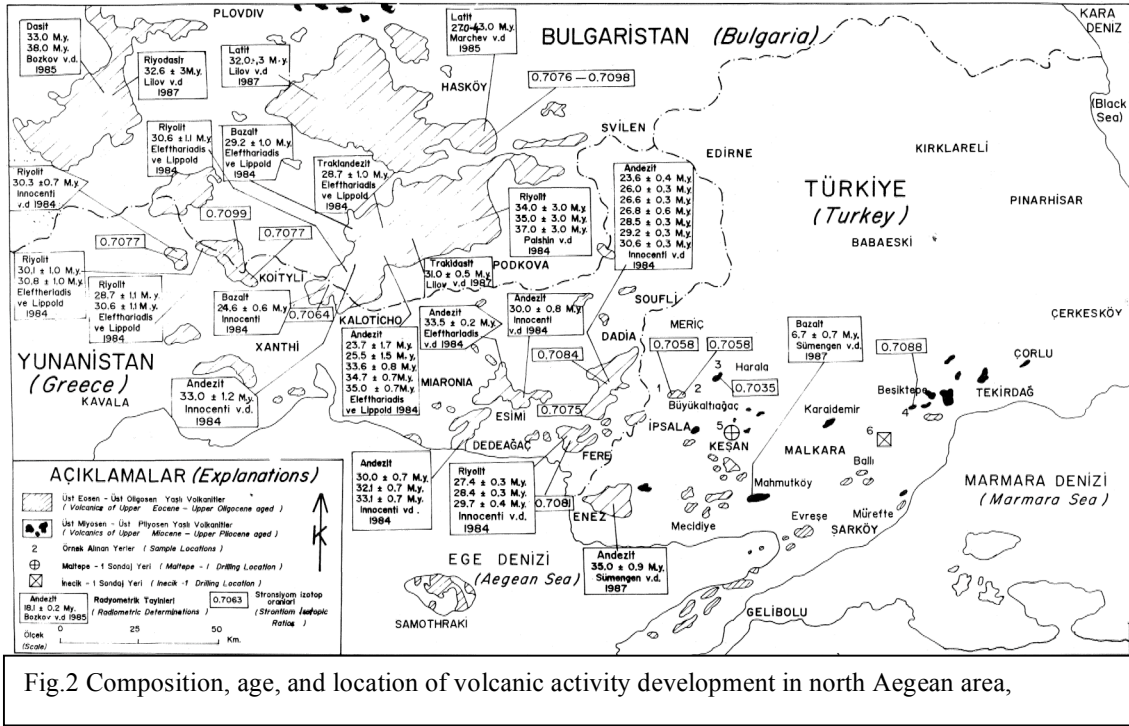 PLOVDIV
KARA
DENIZ
Dasit
33.0 M.y.
38.0 M.y.
Bozkov v.d.
1985
Riyodasit
32.6 ± 3M.y.
Lilov v.d
1987
Latit
32.0±,3 M-y.
Lilov v.d
1987
Latit
Marchev v.d
1985
BULGARİSTAN (Bulgaria)
HASKÖY
0.7076 – 0.7098
(Black
Sea)
SVİLEN
EDİRNE
KIRKLARELİ
Riyolit
30.6 ± 1.1 M.y
Eleftheriadis
ve Lippold
1984
Bazalt
29.2 ± 1.0 M.y.
Eleftheriadis
ve Lippold
1984
Traklandezit
28.7 ± 1.0 M.y.
Eleftheriadis
ve Lippold
1984
Riyolit
30.3 ±0.7 M.y
Innocenti
v.d 1984
Riyolit
34.0 ± 3.0 M.y
35.0 ± 3.0 M.y
37.0 ± 3.0 M.y
Palshin v.d
1984
Andezit
23.6 ± 0.4 M.y
26.0 ± 0.3 M.y
26.6 ± 0.3 M.y
26.8 ± 0.6 M.y
28.5 ± 0.3 M.y
29.2 ± 0.3 M.y
30.6 ± 0.3 M.y
Innocenti v.d
1984
TÜRKİYE
(Turkey)
PINARHİSAR
BABAESKİ
0.7099
0.7077
0.7077
Riyolit
30,1 ± 1.0 M.y
30,8 ± 1.0 M.y
Eleftheriadis
ve Lippold
1984
Riyolit
28.7 ± 1.1 M.y
30.6 ± 1.1 M.y
Eleftariadis
ve Lippold
1984
KOİTYLİ
Bazalt
24.6 ± 0.6 M.y
Innocenti
1984
0.7064
Trakidasit
31.0 ± 0.5 M.y
Lilov v.d 1987
PODKOVA
SOUFLİ
ÇERKESKÖY
KALOTİCHO
XANTHİ
Andezit
23.7 ± 1.7 M.y
25.5 ± 1.5 M.y
33.6 ± 0.8 M.y
34.7 ± 0.7 M.y
35.0 ± 0.7 M.y
Eleftheriadis
ve Lippold 1984
Andezit
33.5 ± 0.2 M.y
Eleftheriadis
v.d 1984
Andezit
30.0 ± 0.8 M.y
Innocenti
v.d 1984
DADIA
0.7084
MERİÇ
0.7058
0.7058
Bazalt
6.7 ± 0.7 M.y
Sümengen v.d.
1987
0.7088
ÇORLU
YUNANİSTAN
(Greece)
KAVALA
Andezit
33.0 ± 1.2 M.y
Innocenti v.d.
1984
MIARONIA
3
Harala
0.7035
1
2
Beşiktepe
4
TEKİRDAĞ
ESİMİ
0.7075
Büyükaltıağaç
İPSALA
5
KEŞAN
Karaidemir
6
MALKARA
DEDEAĞAÇ
FERE
Ballı
MARMARA DENİZİ
(Marmara Sea)
Andezit
30.0 ± 0.7 M.y
32.1 ± 0.7 M.y
33.1 ± 0.7 M.y
Innocenti vd.
1984
Riyolit
27.4 ± 0.3 M.y
28.4 ± 0.3 M.y
29.7 ± 0.4 M.y
Innocenti v.d.
1984
0.7081
ENEZ
Mahmutköy
Mecidiye
Evreşe
Mürefte
ŞARKÖY
EGE DENİZİ
(Aegean Sea)
Andezit
35.0 ± 0.9 M.y.
Sümengen v.d.
1987
GELİBOLU
SAMOTHRAKI
AÇIKLAMALAR (Explanations)
Üst Eosen - Üst Oligosen Yaşlı Volkanitler
( Volcanics of Upper Eocene – Upper Oligocene aged )
Üst Miyosen - Üst Pliyosen Yaşlı Volkanitler
( Volcanics of Upper Miocene – Upper Pliocene aged )
2 Örnek Alınan Yerler ( Sample Locations )
Maltepe - 1 Sondaj Yeri ( Maltepe - 1 Drilling Location )
İnecik - 1 Sondaj Yeri ( İnecik -1 Drilling Location )
Andezit
18.1 ± 0.2 M.y
Bozkov v.d 1985
Radyometrik Tayinleri
( Radiometric Determinations )
0.7063
Stronsiyom izotop
oranları
(Strontiom Isotopic
Ratios)
Ölçek
(Scale)
0 25 50
Km.
K
Fig.2 Composition, age, and location of volcanic activity development in north Aegean area,